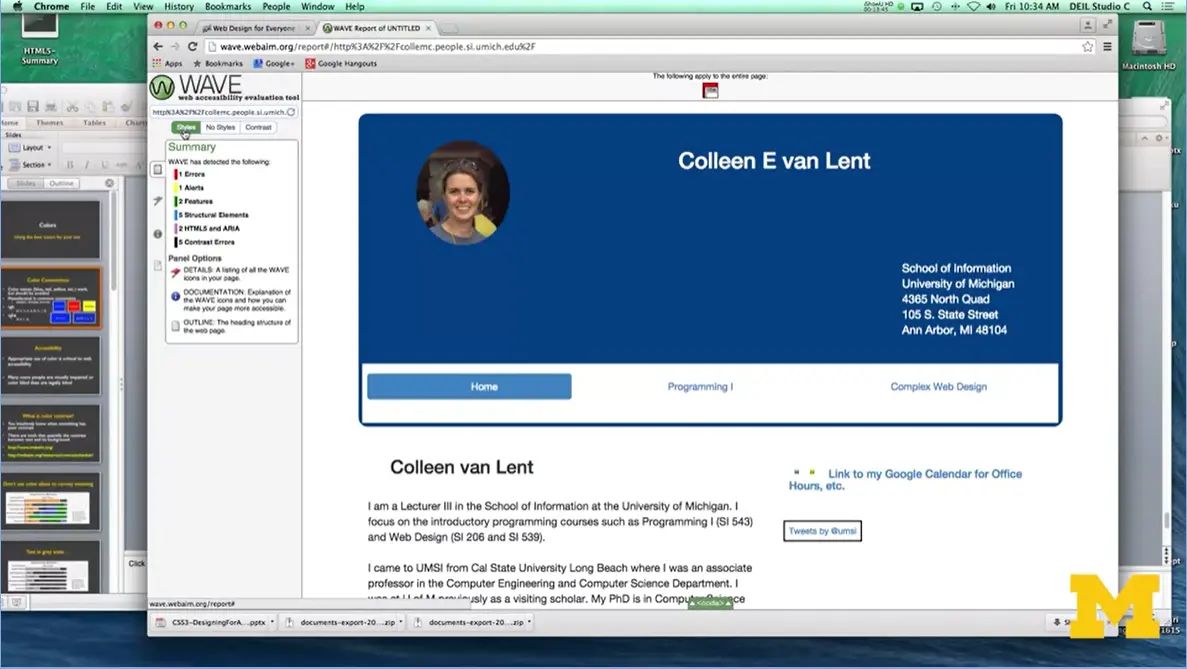 Chrome File Edit View History Bookmarks People Window Help
Fri 10:34 AM DEIL Studio C
HTML5-
Summary
Macintosh HD
Web Design for Everyone
WAVE Report of UNTITLED
wave.webaim.org/report#/http%3A%2F%2Fcollemc.people.si.umich.edu%2F
Apps Bookmarks Google+ Google Hangouts
WAVE
web accessibility evaluation tool
http%3A%2F%2Fcollemc.people.si.umich.
Styles No Styles Contrast
Summary
WAVE has detected the following:
1 Errors
1 Alerts
2 Features
5 Structural Elements
2 HTML5 and ARIA
5 Contrast Errors
Panel Options
DETAILS: A listing of all the WAVE
icons in your page.
DOCUMENTATION: Explanation of
the WAVE icons and how you can
make your page more accessible.
OUTLINE: The heading structure of
the web page.
The following apply to the entire page:
Colleen E van Lent
School of Information
University of Michigan
4365 North Quad
105 S. State Street
Ann Arbor, MI 48104
Home Programming I Complex Web Design
Colleen van Lent
I am a Lecturer III in the School of Information at the University of Michigan. I
focus on the introductory programming courses such as Programming I (SI 543)
and Web Design (SI 206 and SI 539).
I came to UMSI from Cal State University Long Beach where I was an associate
professor in the Computer Engineering and Computer Science Department. I
was at U of M previously as a visiting scholar. My PhD is in Computer Science
Link to my Google Calendar for Office
Hours, etc.
Tweets by @umsi
<code>
wave.webaim.org/report#
CSS3-DesigningForA....pptx
documents-export-20....zip
documents-export-20....zip
Home Themes Tables Charts
Slides
Layout
Section
Slides Outline
Colors
Color Conventions
Accessibility
What is color contrast?
Don't use color alone to convey meaning
Text in grey scale
Click
M